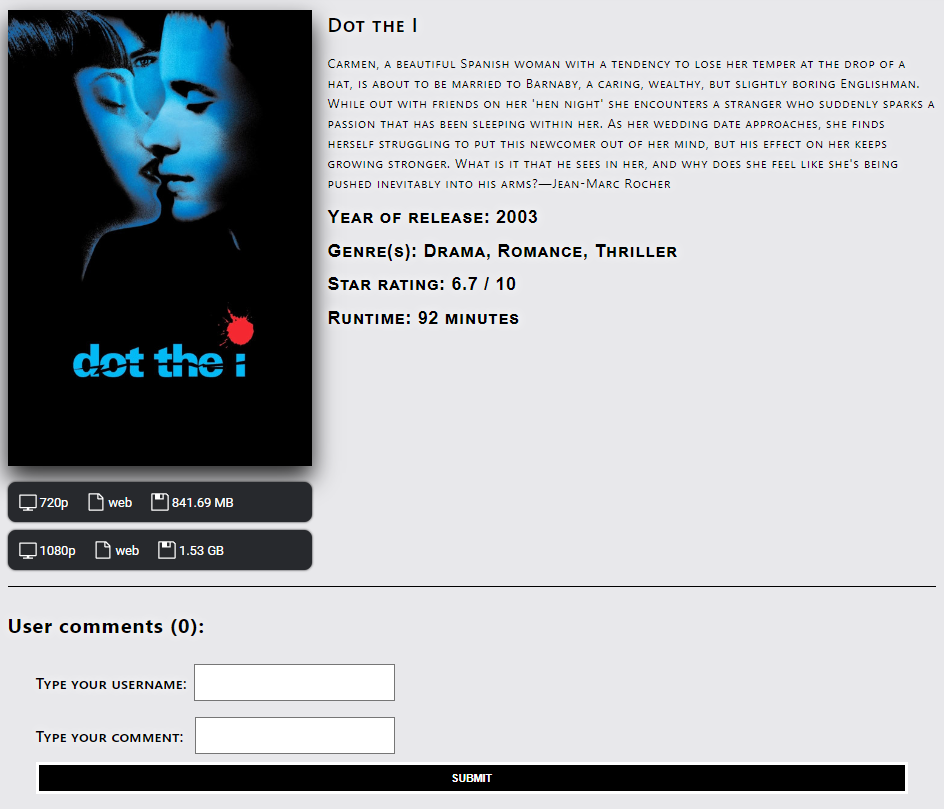 Dot the I
Carmen, a beautiful Spanish woman with a tendency to lose her temper at the drop of a
hat, is about to be married to Barnaby, a caring, wealthy, but slightly boring Englishman.
While out with friends on her 'hen night' she encounters a stranger who suddenly sparks a
passion that has been sleeping within her. As her wedding date approaches, she finds
herself struggling to put this newcomer out of her mind, but his effect on her keeps
growing stronger. What is it that he sees in her, and why does she feel like she's being
pushed inevitably into his arms?—Jean-Marc Rocher
Year of release: 2003
Genre(s): Drama, Romance, Thriller
Star rating: 6.7 / 10
Runtime: 92 minutes
dot the i
720p web 841.69 MB
1080p web 1.53 GB
User comments (0):
Type your username:
Type your comment:
SUBMIT